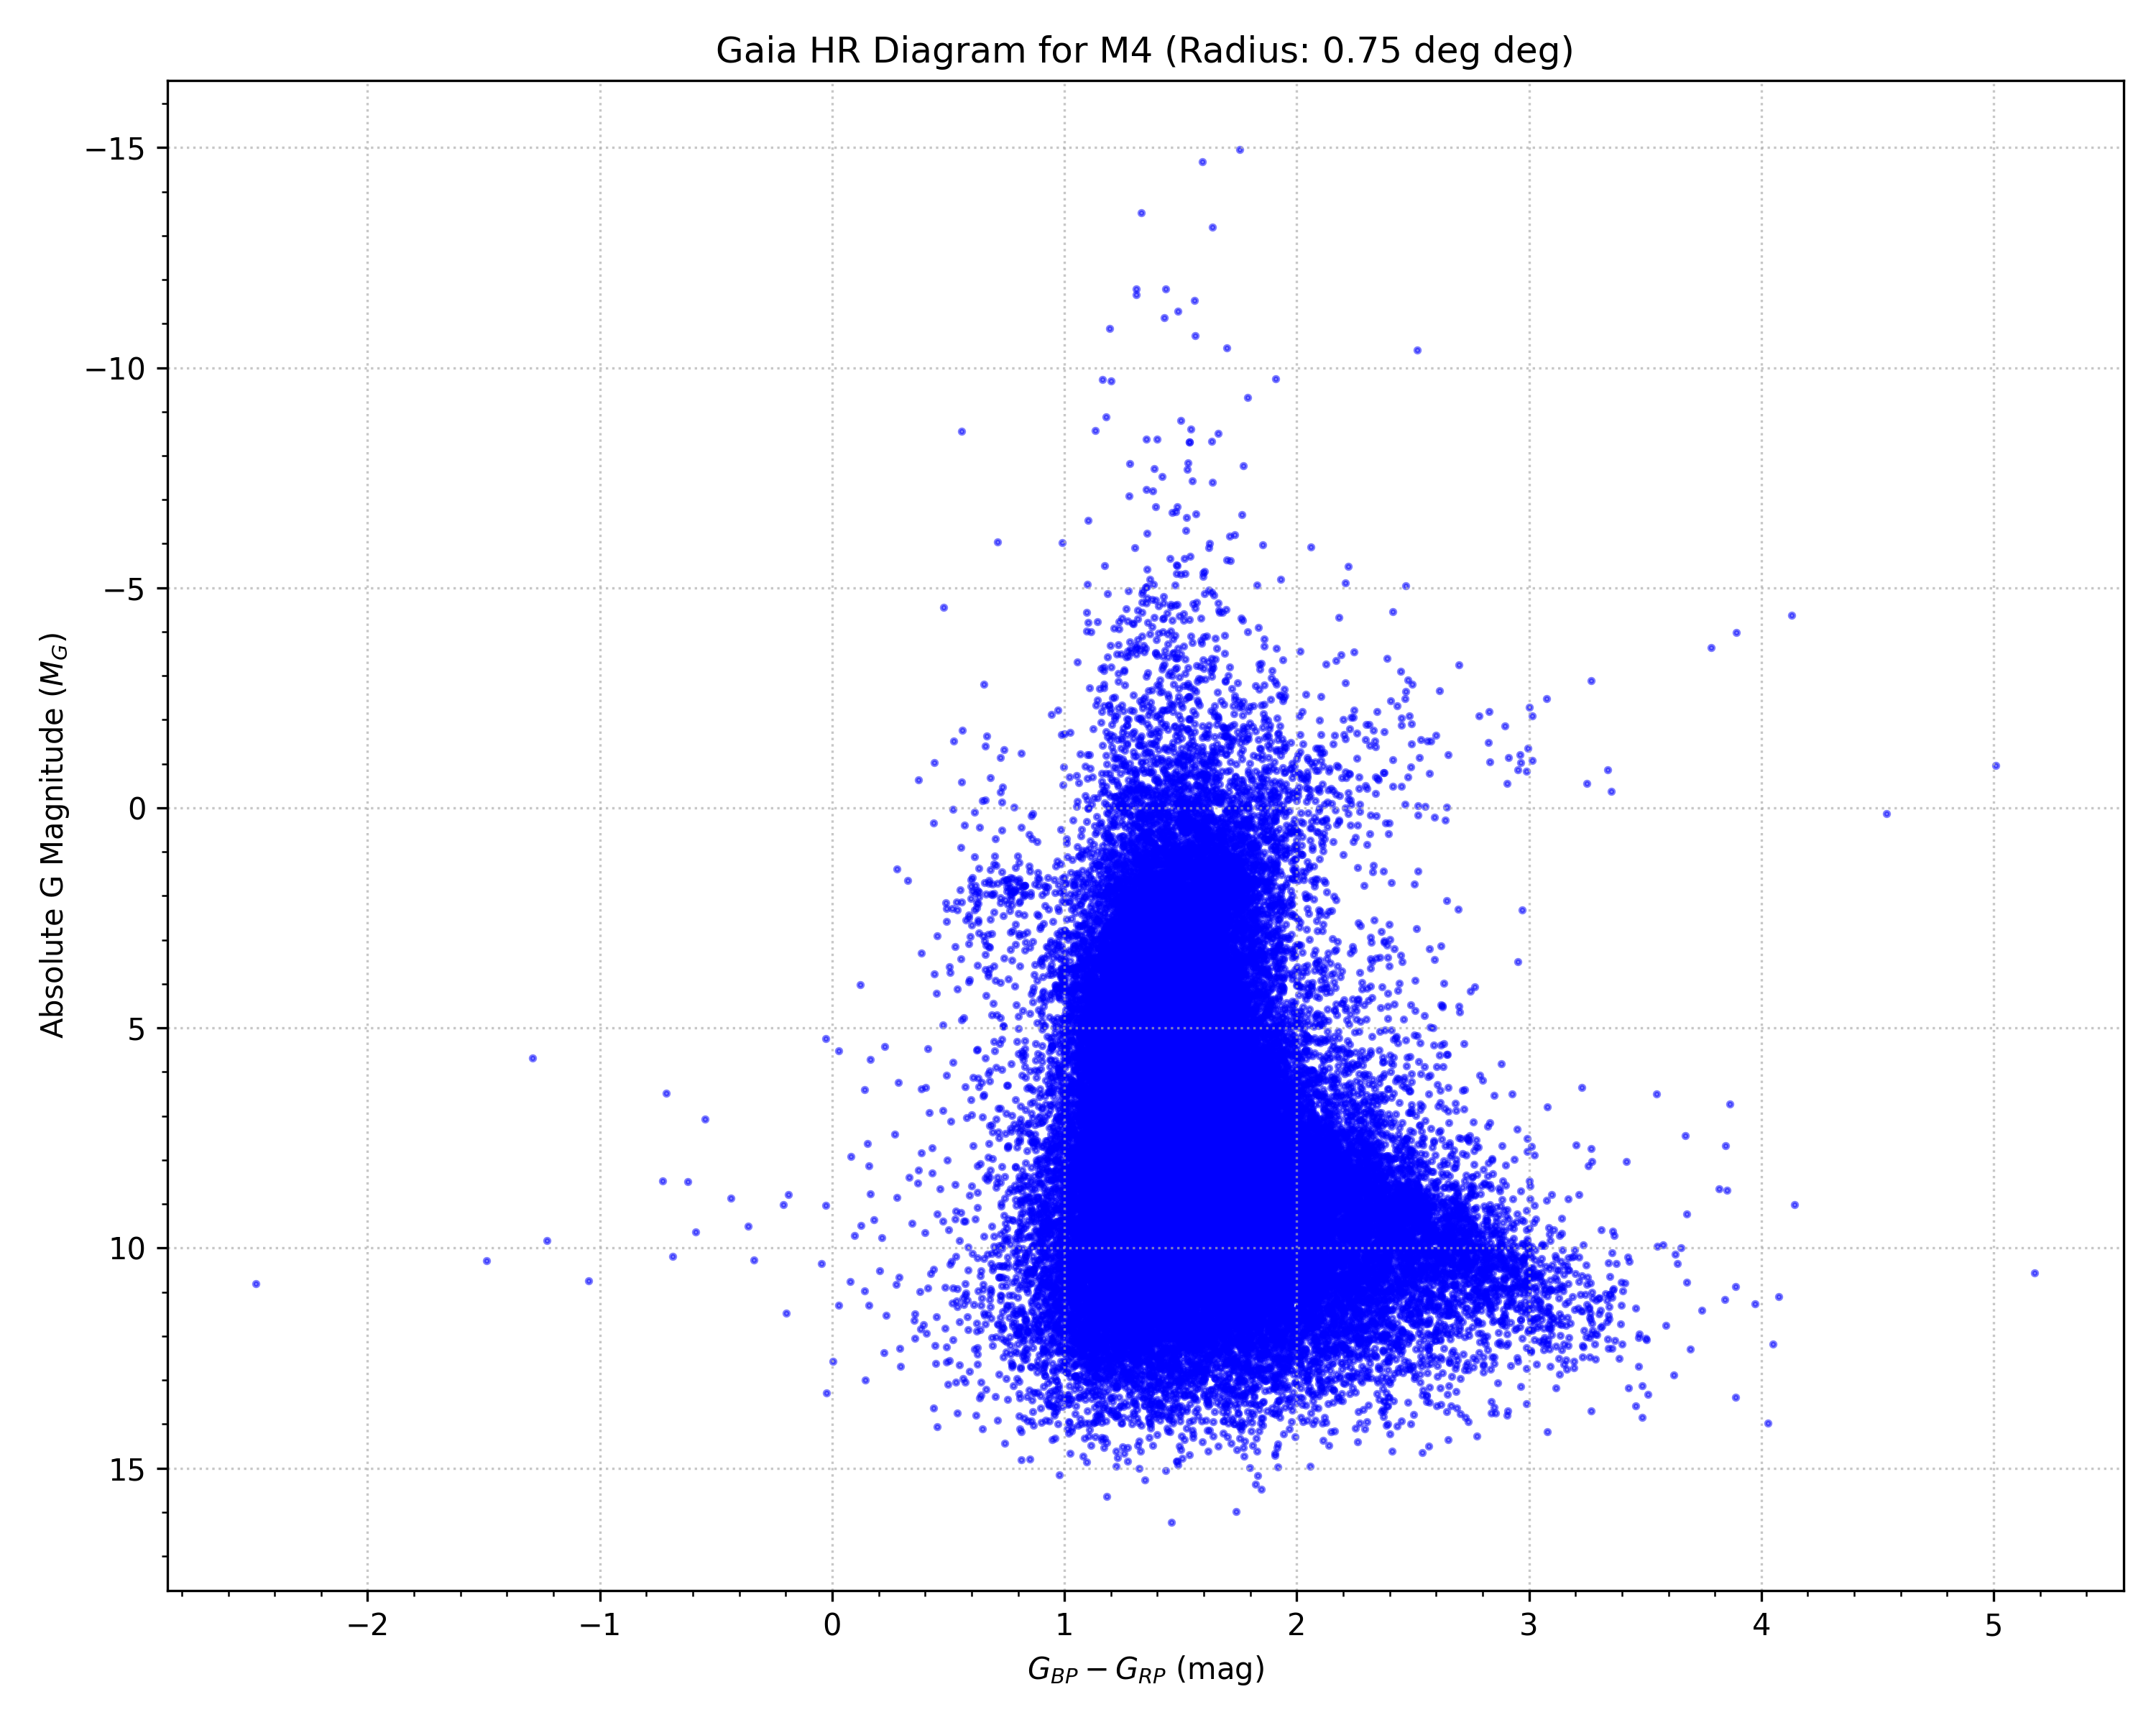 Gaia HR Diagram for M4 (Radius: 0.75 deg deg)
Absolute G Magnitude (M_G)
−15
−10
−5
0
5
10
15
−2 −1 0 1 2 3 4 5
G_BP − G_RP (mag)